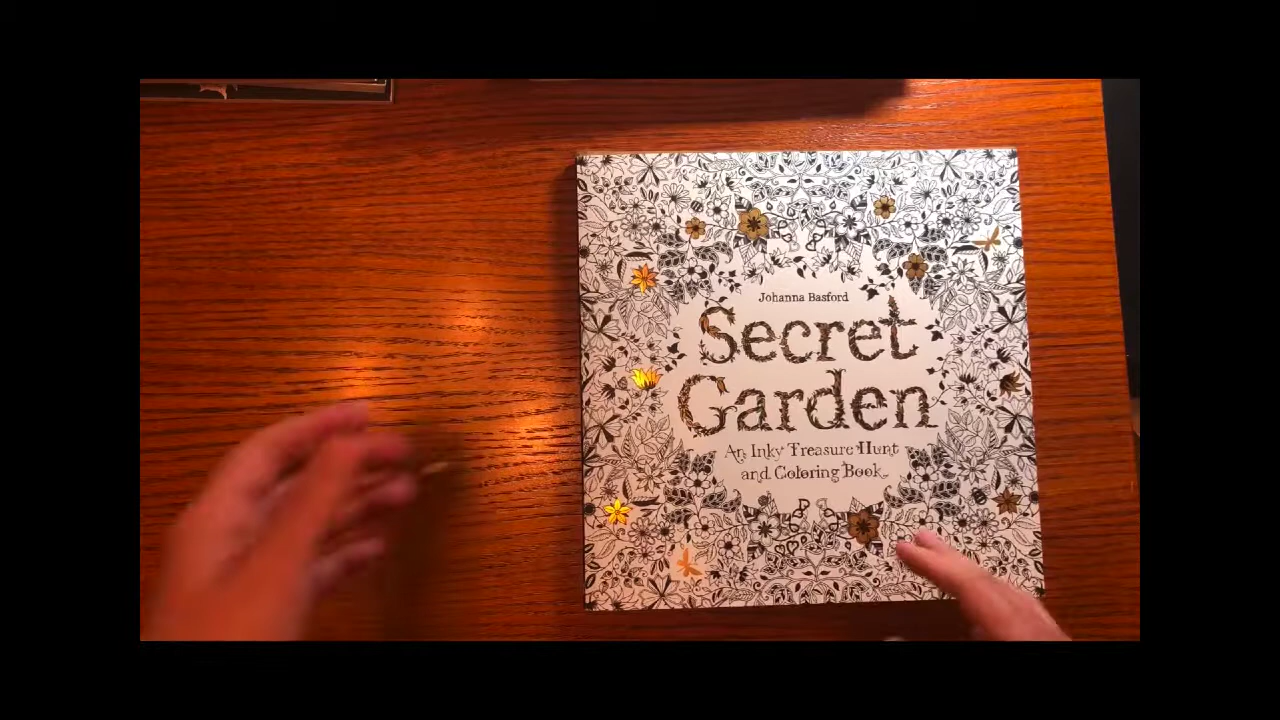 Johanna Basford
Secret
Garden
An Inky Treasure Hunt
and Coloring Book